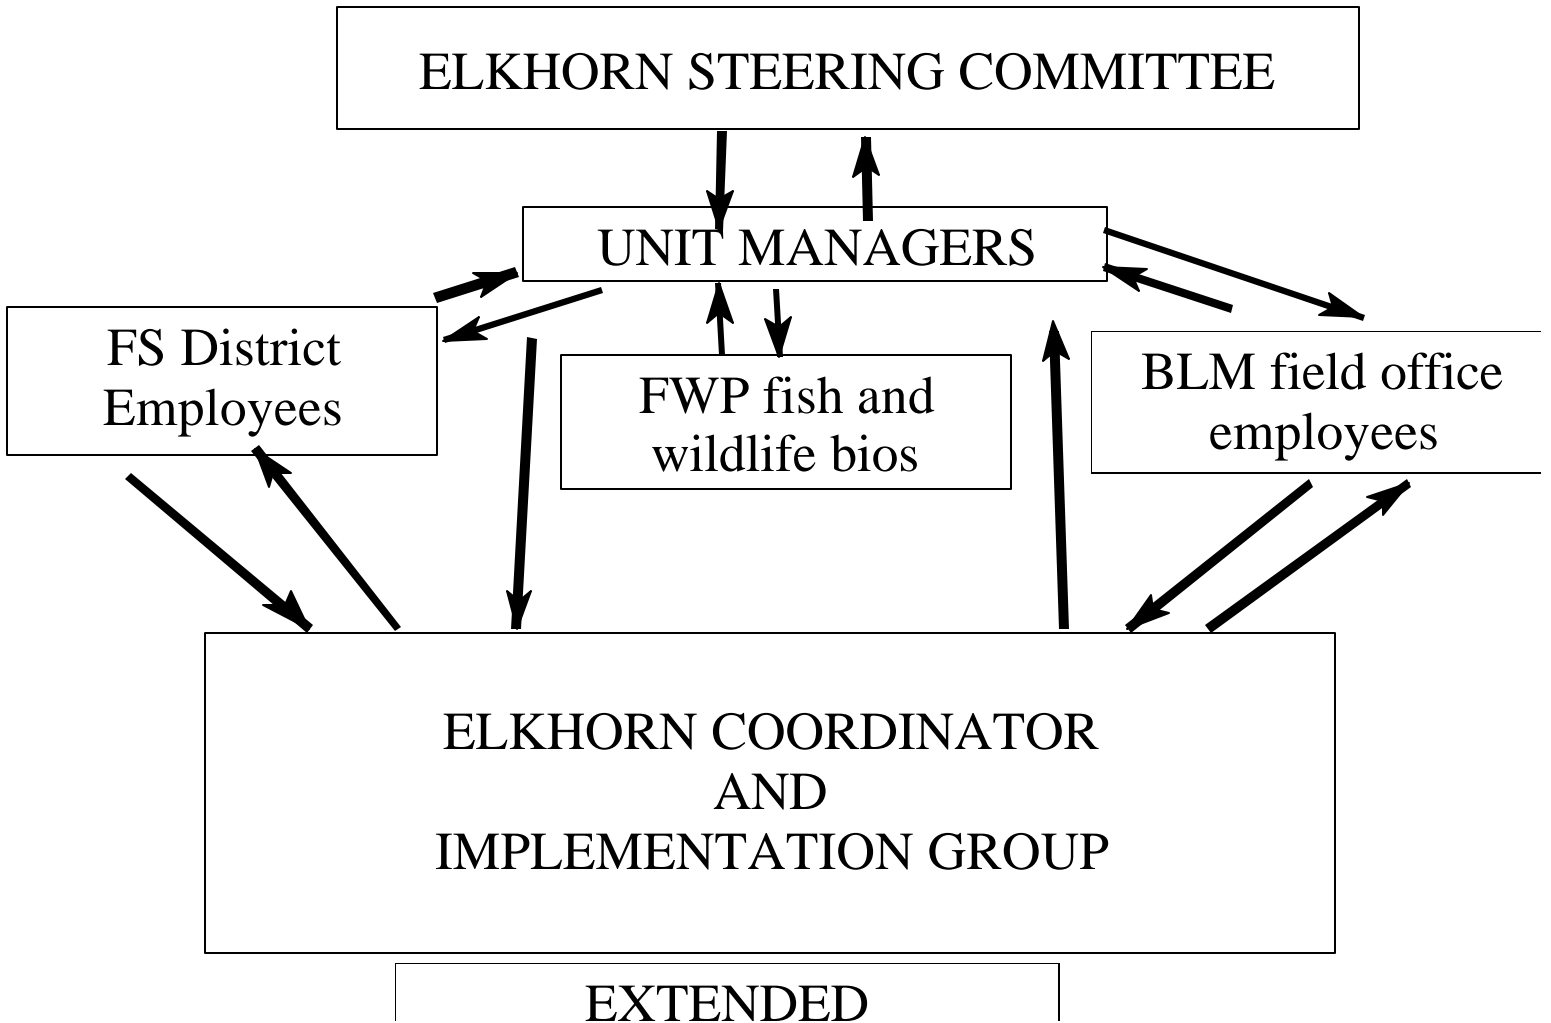 ELKHORN STEERING COMMITTEE
UNIT MANAGERS
FS District
Employees
FWP fish and
wildlife bios
BLM field office
employees
ELKHORN COORDINATOR
AND
IMPLEMENTATION GROUP
EXTENDED